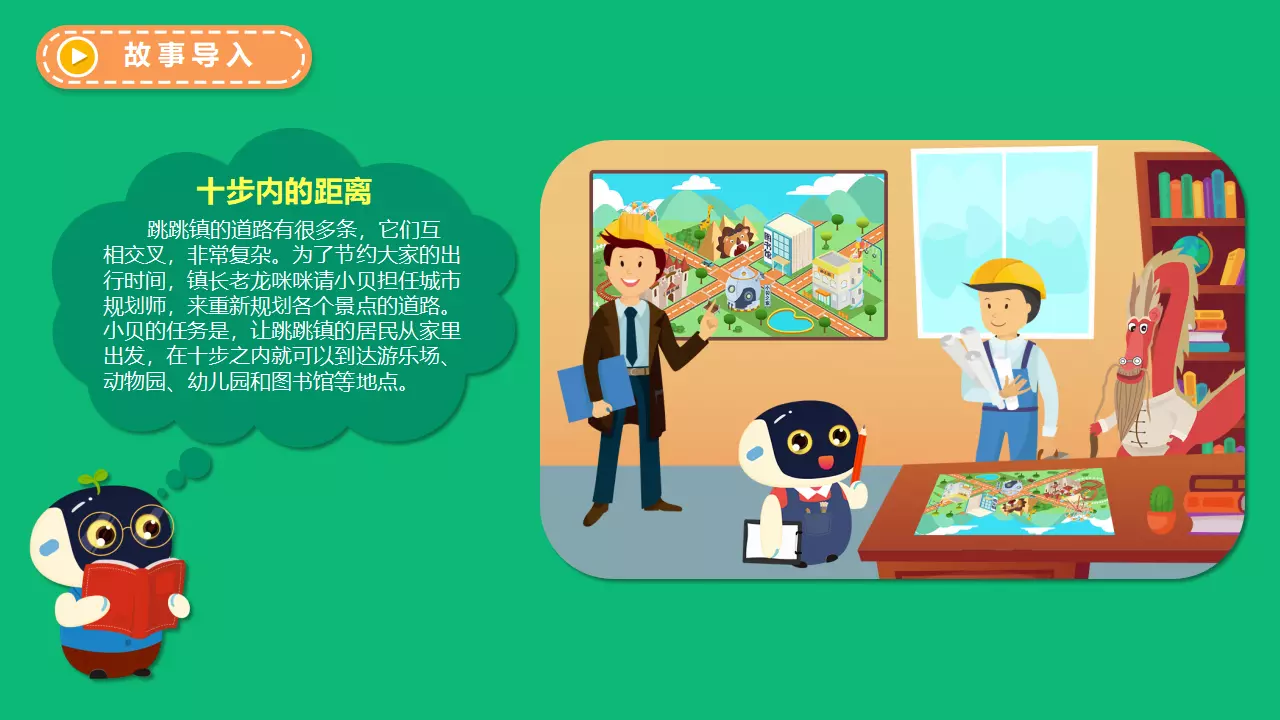 故事导入
十步内的距离
跳跳镇的道路有很多条，它们互
相交叉，非常复杂。为了节约大家的出
行时间，镇长老龙咪咪请小贝担任城市
规划师，来重新规划各个景点的道路。
小贝的任务是，让跳跳镇的居民从家里
出发，在十步之内就可以到达游乐场、
动物园、幼儿园和图书馆等地点。
图书馆